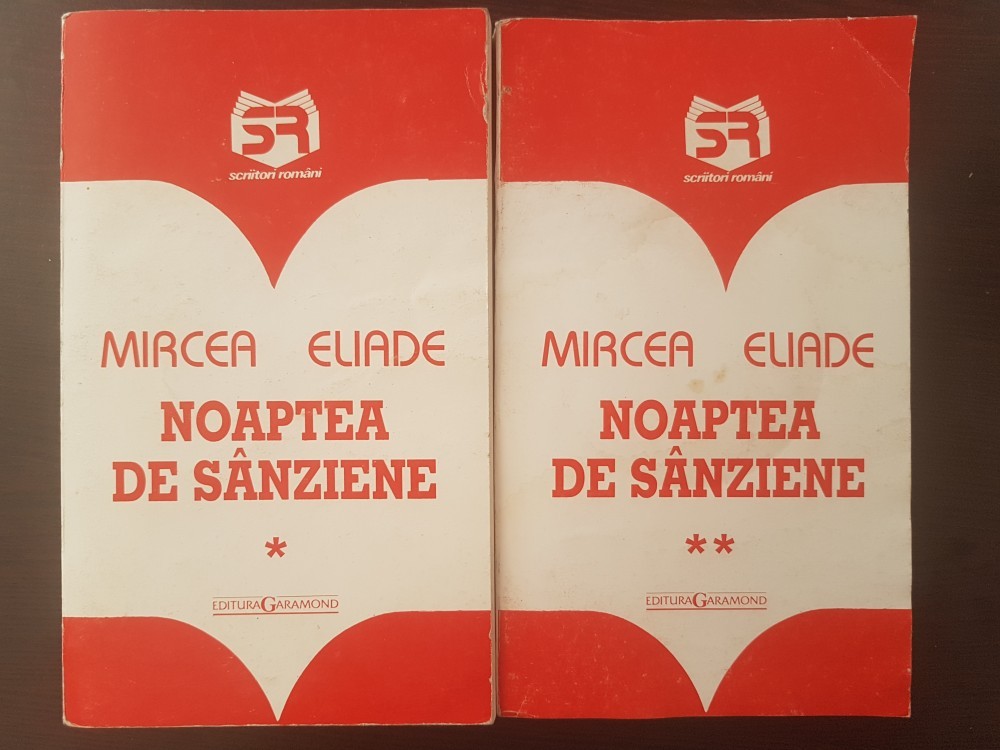 SR
scriitori români
MIRCEA ELIADE
NOAPTEA
DE SÂNZIENE
*
EDITURA GARAMOND
SR
scriitori români
MIRCEA ELIADE
NOAPTEA
DE SÂNZIENE
**
EDITURA GARAMOND